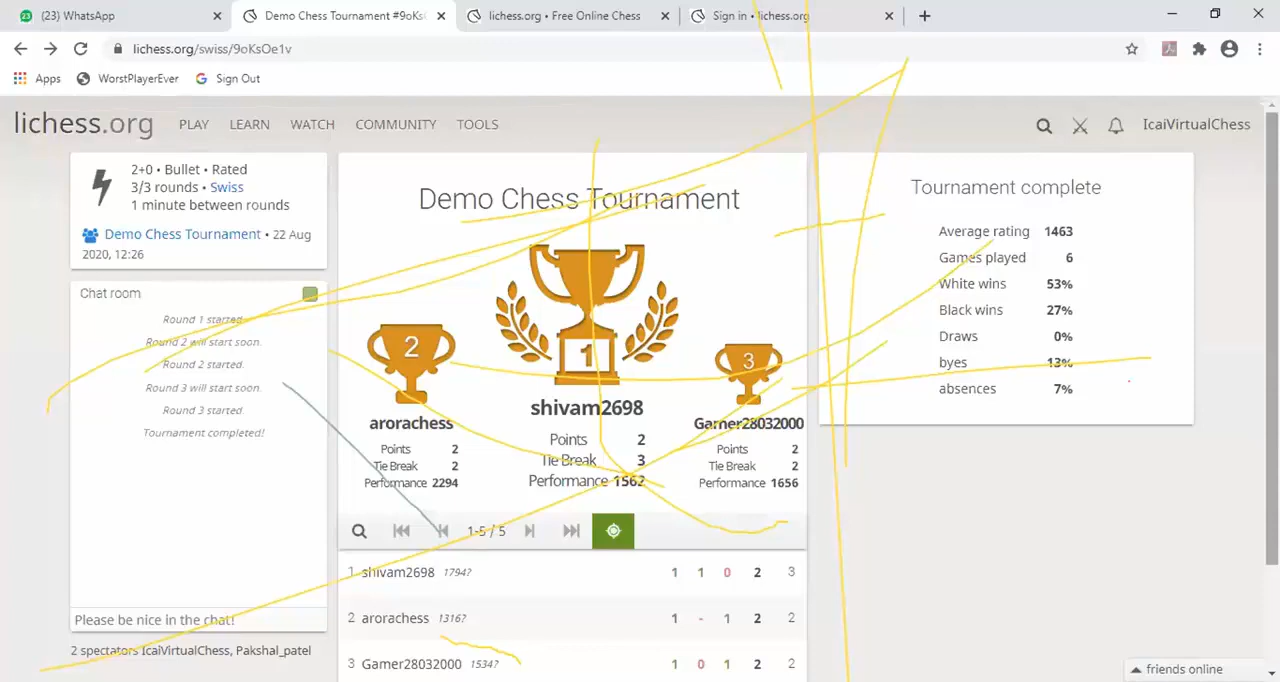 (23) WhatsApp
Demo Chess Tournament #9oKs
lichess.org • Free Online Chess
Sign in • lichess.org
lichess.org/swiss/9oKsOe1v
Apps
WorstPlayerEver
Sign Out
lichess.org
PLAY
LEARN
WATCH
COMMUNITY
TOOLS
IcaiVirtualChess
2+0 • Bullet • Rated
3/3 rounds • Swiss
1 minute between rounds
Demo Chess Tournament • 22 Aug
2020, 12:26
Chat room
Round 1 started.
Round 2 will start soon.
Round 2 started.
Round 3 will start soon.
Round 3 started.
Tournament completed!
Please be nice in the chat!
2 spectators IcaiVirtualChess, Pakshal_patel
Demo Chess Tournament
2
1
3
arorachess
Points 2
Tie Break 2
Performance 2294
shivam2698
Points 2
Tie Break 3
Performance 1562
Gamer28032000
Points 2
Tie Break 2
Performance 1656
1-5 / 5
1 shivam2698 1794? 1 1 0 2 3
2 arorachess 1316? 1 - 1 2 2
3 Gamer28032000 1534? 1 0 1 2 2
Tournament complete
Average rating 1463
Games played 6
White wins 53%
Black wins 27%
Draws 0%
byes 13%
absences 7%
friends online